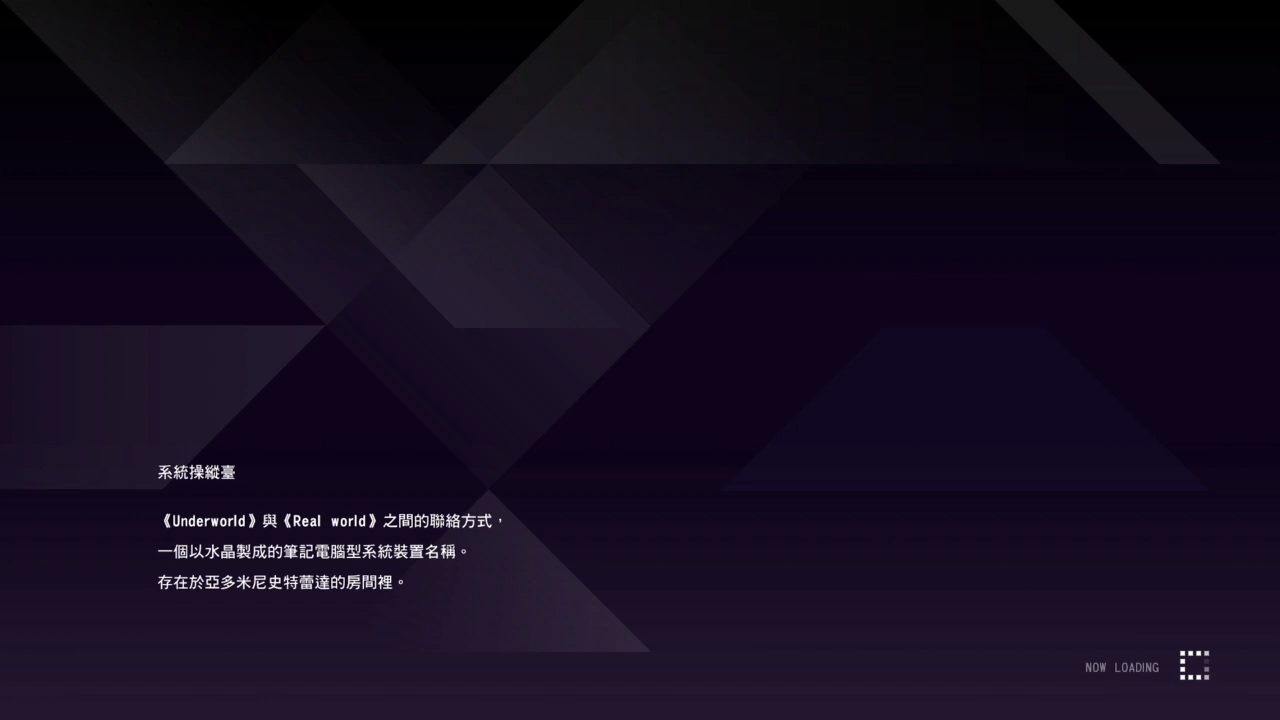 系統操縱臺
《Underworld》與《Real world》之間的聯絡方式，
一個以水晶製成的筆記電腦型系統裝置名稱。
存在於亞多米尼史特蕾達的房間裡。
NOW LOADING